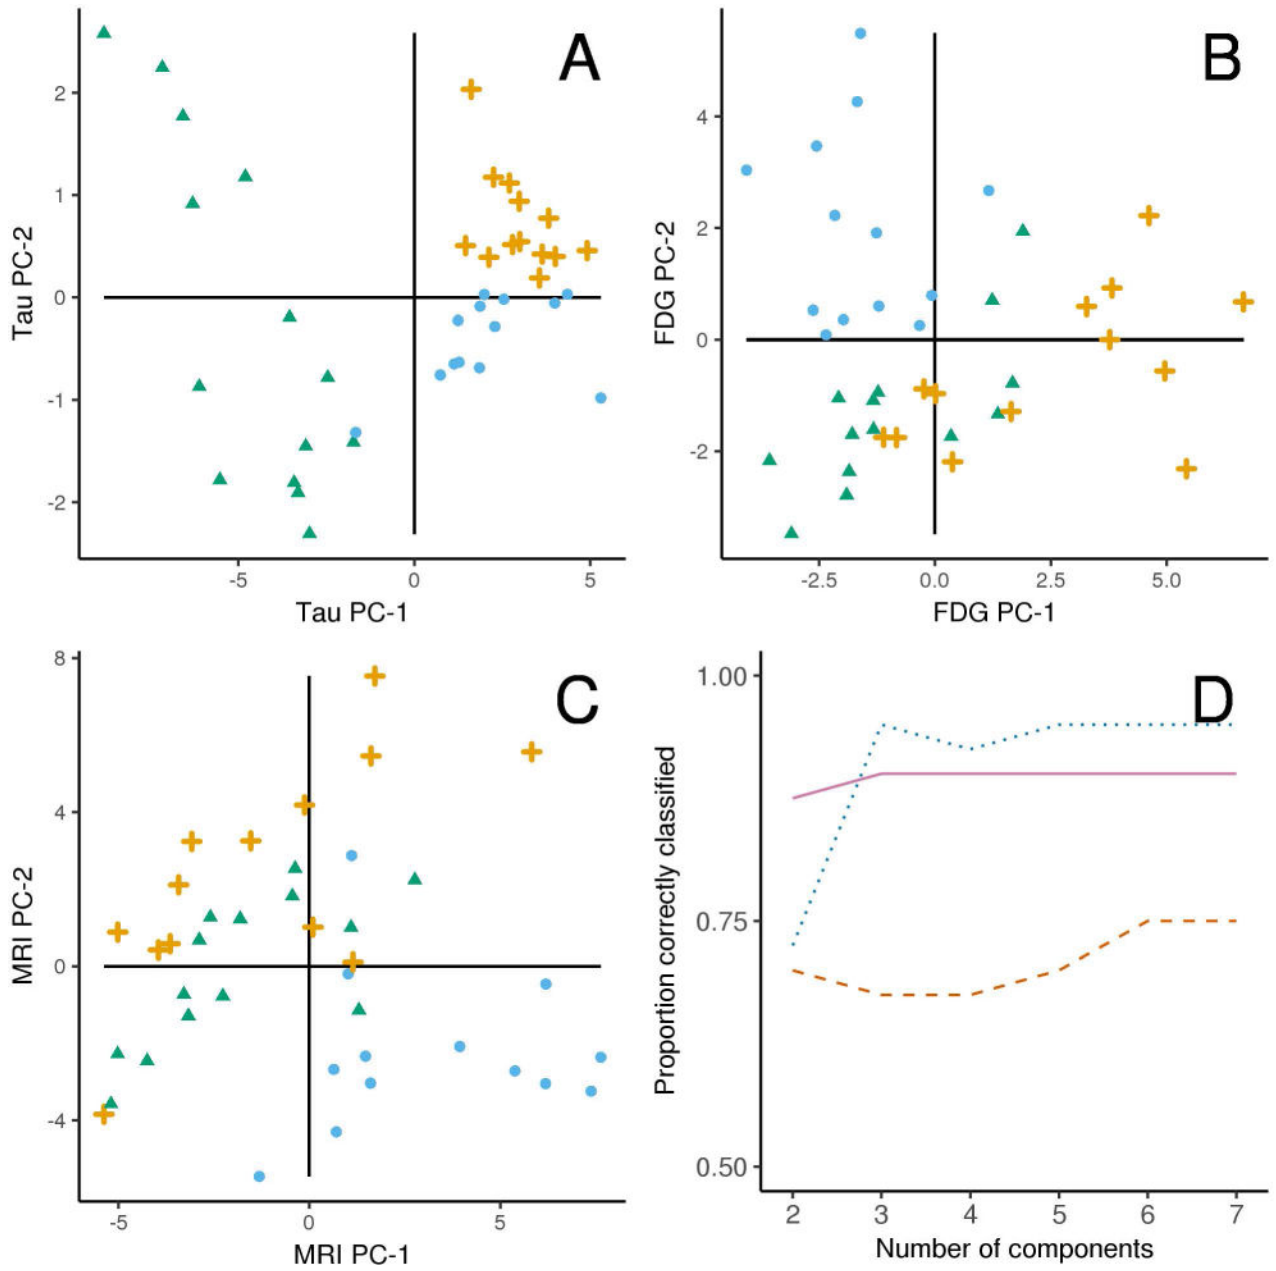 A
2
1
0
-1
-2
Tau PC-2
-5
0
5
Tau PC-1
B
4
2
0
-2
FDG PC-2
-2.5
0.0
2.5
5.0
FDG PC-1
C
8
4
0
-4
MRI PC-2
-5
0
5
MRI PC-1
D
1.00
0.75
0.50
Proportion correctly classified
2
3
4
5
6
7
Number of components